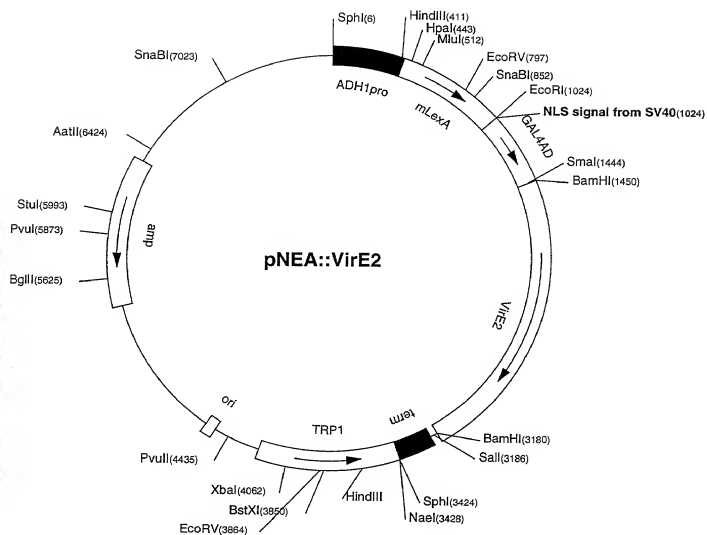 SphI(6)
HindIII(411)
HpaI(443)
MluI(512)
EcoRV(797)
SnaBI(852)
EcoRI(1024)
NLS signal from SV40(1024)
SmaI(1444)
BamHI(1450)
ADH1pro
mLexA
GAL4AD
SnaBI(7023)
AatII(6424)
StuI(5993)
PvuI(5873)
BglII(5625)
amp
pNEA::VirE2
VirE2
ori
TRP1
term
BamHI(3180)
SalI(3186)
SphI(3424)
NaeI(3428)
HindIII
PvuII(4435)
XbaI(4062)
BstXI(3850)
EcoRV(3864)